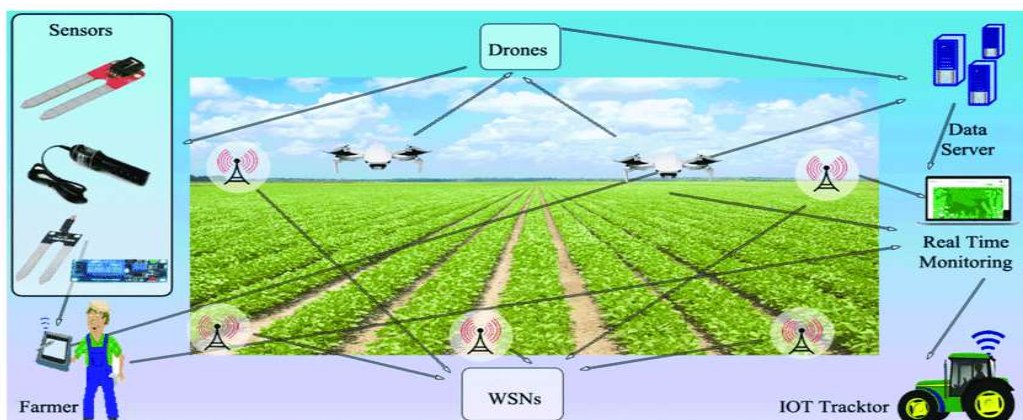 Sensors
Drones
Data
Server
Real Time
Monitoring
Farmer
WSNs
IOT Tracktor